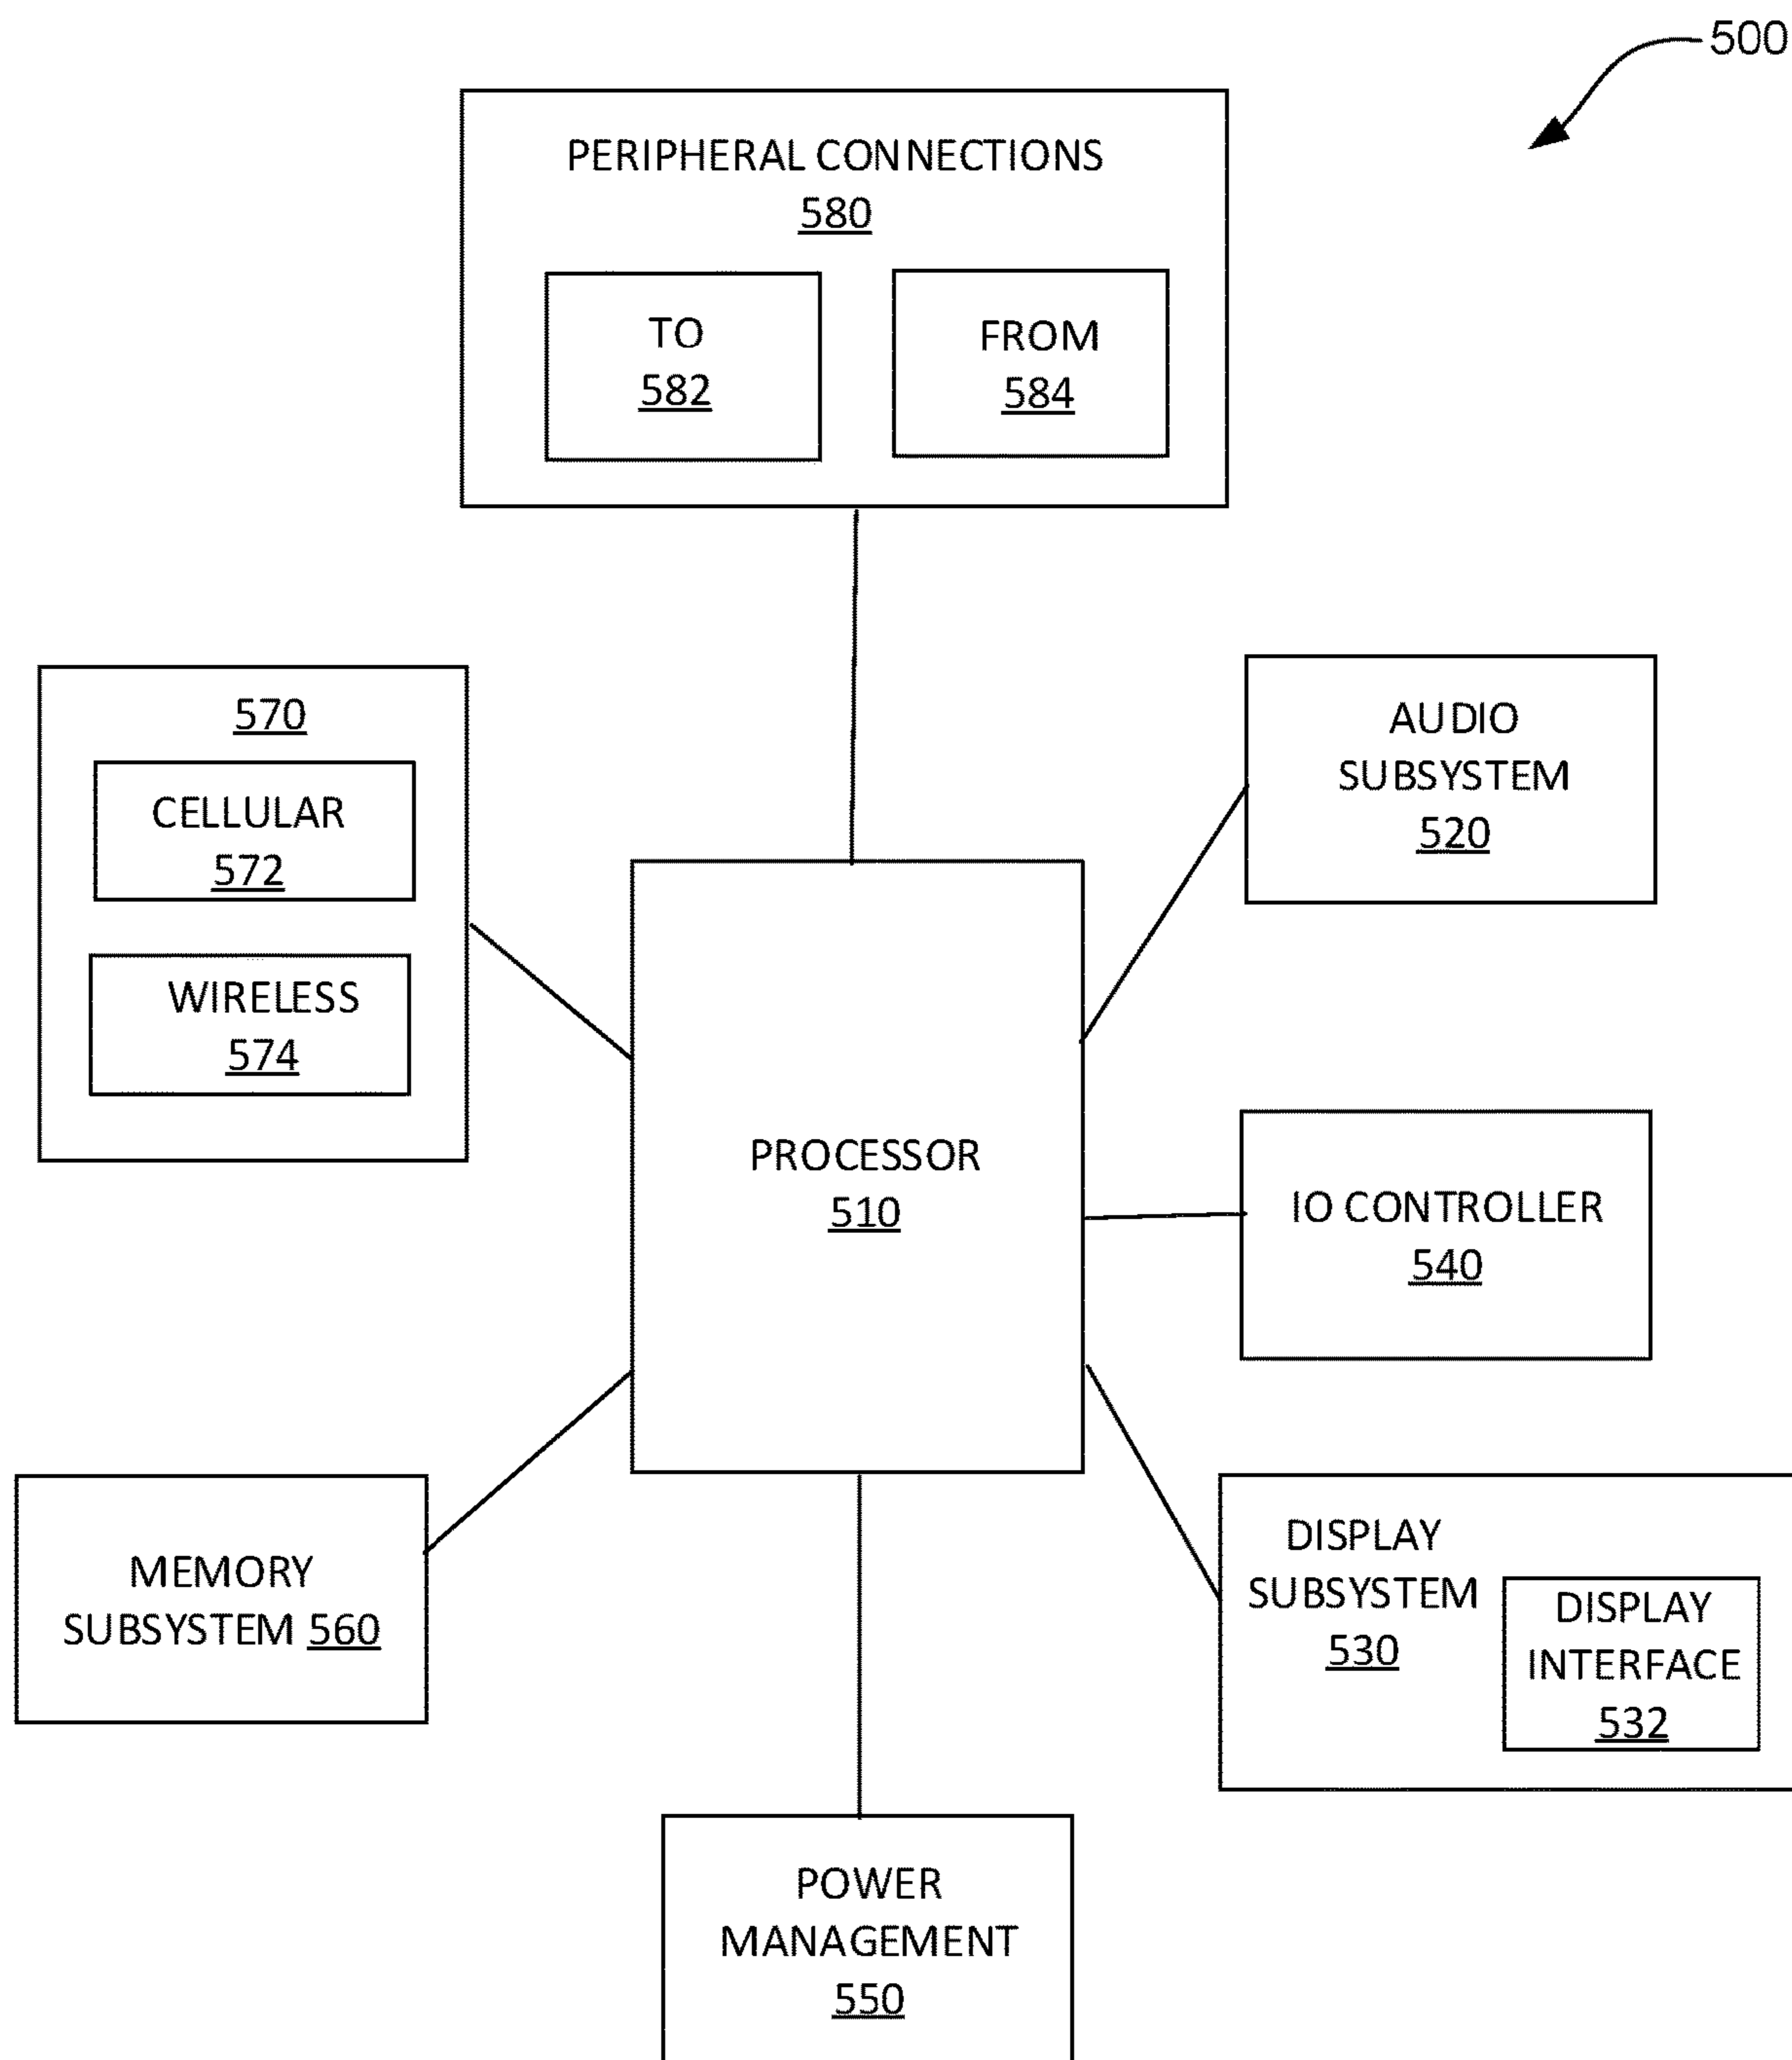 500
PERIPHERAL CONNECTIONS
580
TO
582
FROM
584
570
CELLULAR
572
WIRELESS
574
AUDIO
SUBSYSTEM
520
PROCESSOR
510
IO CONTROLLER
540
MEMORY
SUBSYSTEM 560
DISPLAY
SUBSYSTEM
530
DISPLAY
INTERFACE
532
POWER
MANAGEMENT
550